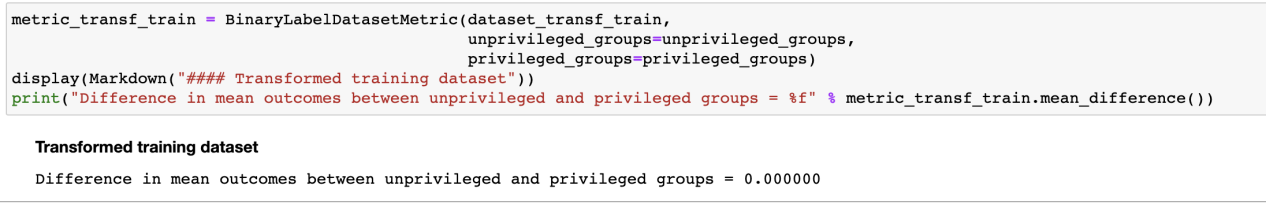 metric_transf_train = BinaryLabelDatasetMetric(dataset_transf_train,
                                               unprivileged_groups=unprivileged_groups,
                                               privileged_groups=privileged_groups)
display(Markdown("#### Transformed training dataset"))
print("Difference in mean outcomes between unprivileged and privileged groups = %f" % metric_transf_train.mean_difference())
Transformed training dataset
Difference in mean outcomes between unprivileged and privileged groups = 0.000000